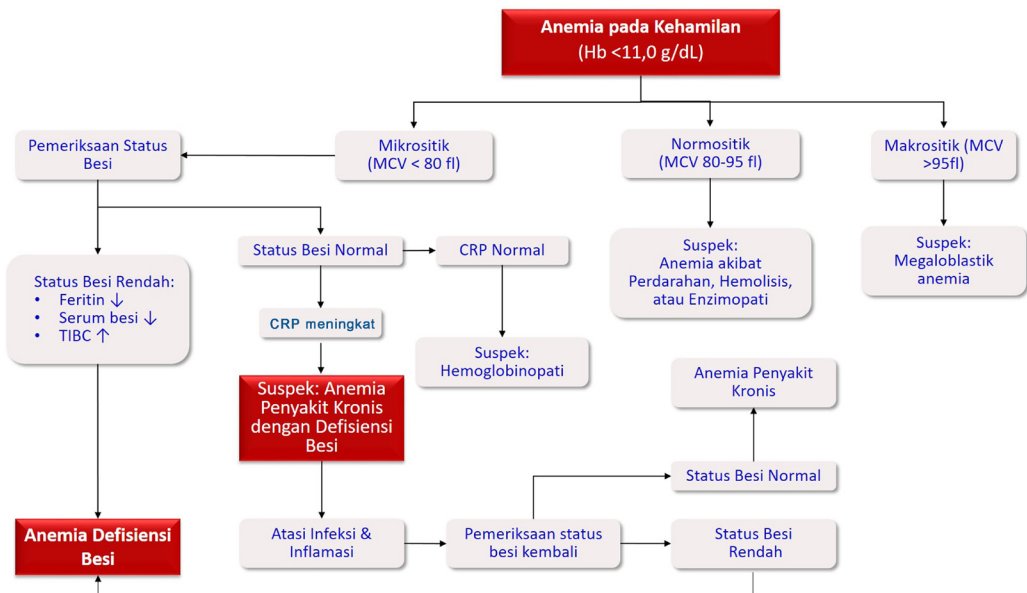 Anemia pada Kehamilan
(Hb <11,0 g/dL)
Pemeriksaan Status
Besi
Mikrositik
(MCV < 80 fl)
Normositik
(MCV 80-95 fl)
Makrositik (MCV
>95fl)
Status Besi Normal
CRP Normal
Suspek:
Anemia akibat
Perdarahan, Hemolisis,
atau Enzimopati
Suspek:
Megaloblastik
anemia
Status Besi Rendah:
• Feritin ↓
• Serum besi ↓
• TIBC ↑
CRP meningkat
Suspek:
Hemoglobinopati
Suspek: Anemia
Penyakit Kronis
dengan Defisiensi
Besi
Anemia Penyakit
Kronis
Status Besi Normal
Anemia Defisiensi
Besi
Atasi Infeksi &
Inflamasi
Pemeriksaan status
besi kembali
Status Besi
Rendah